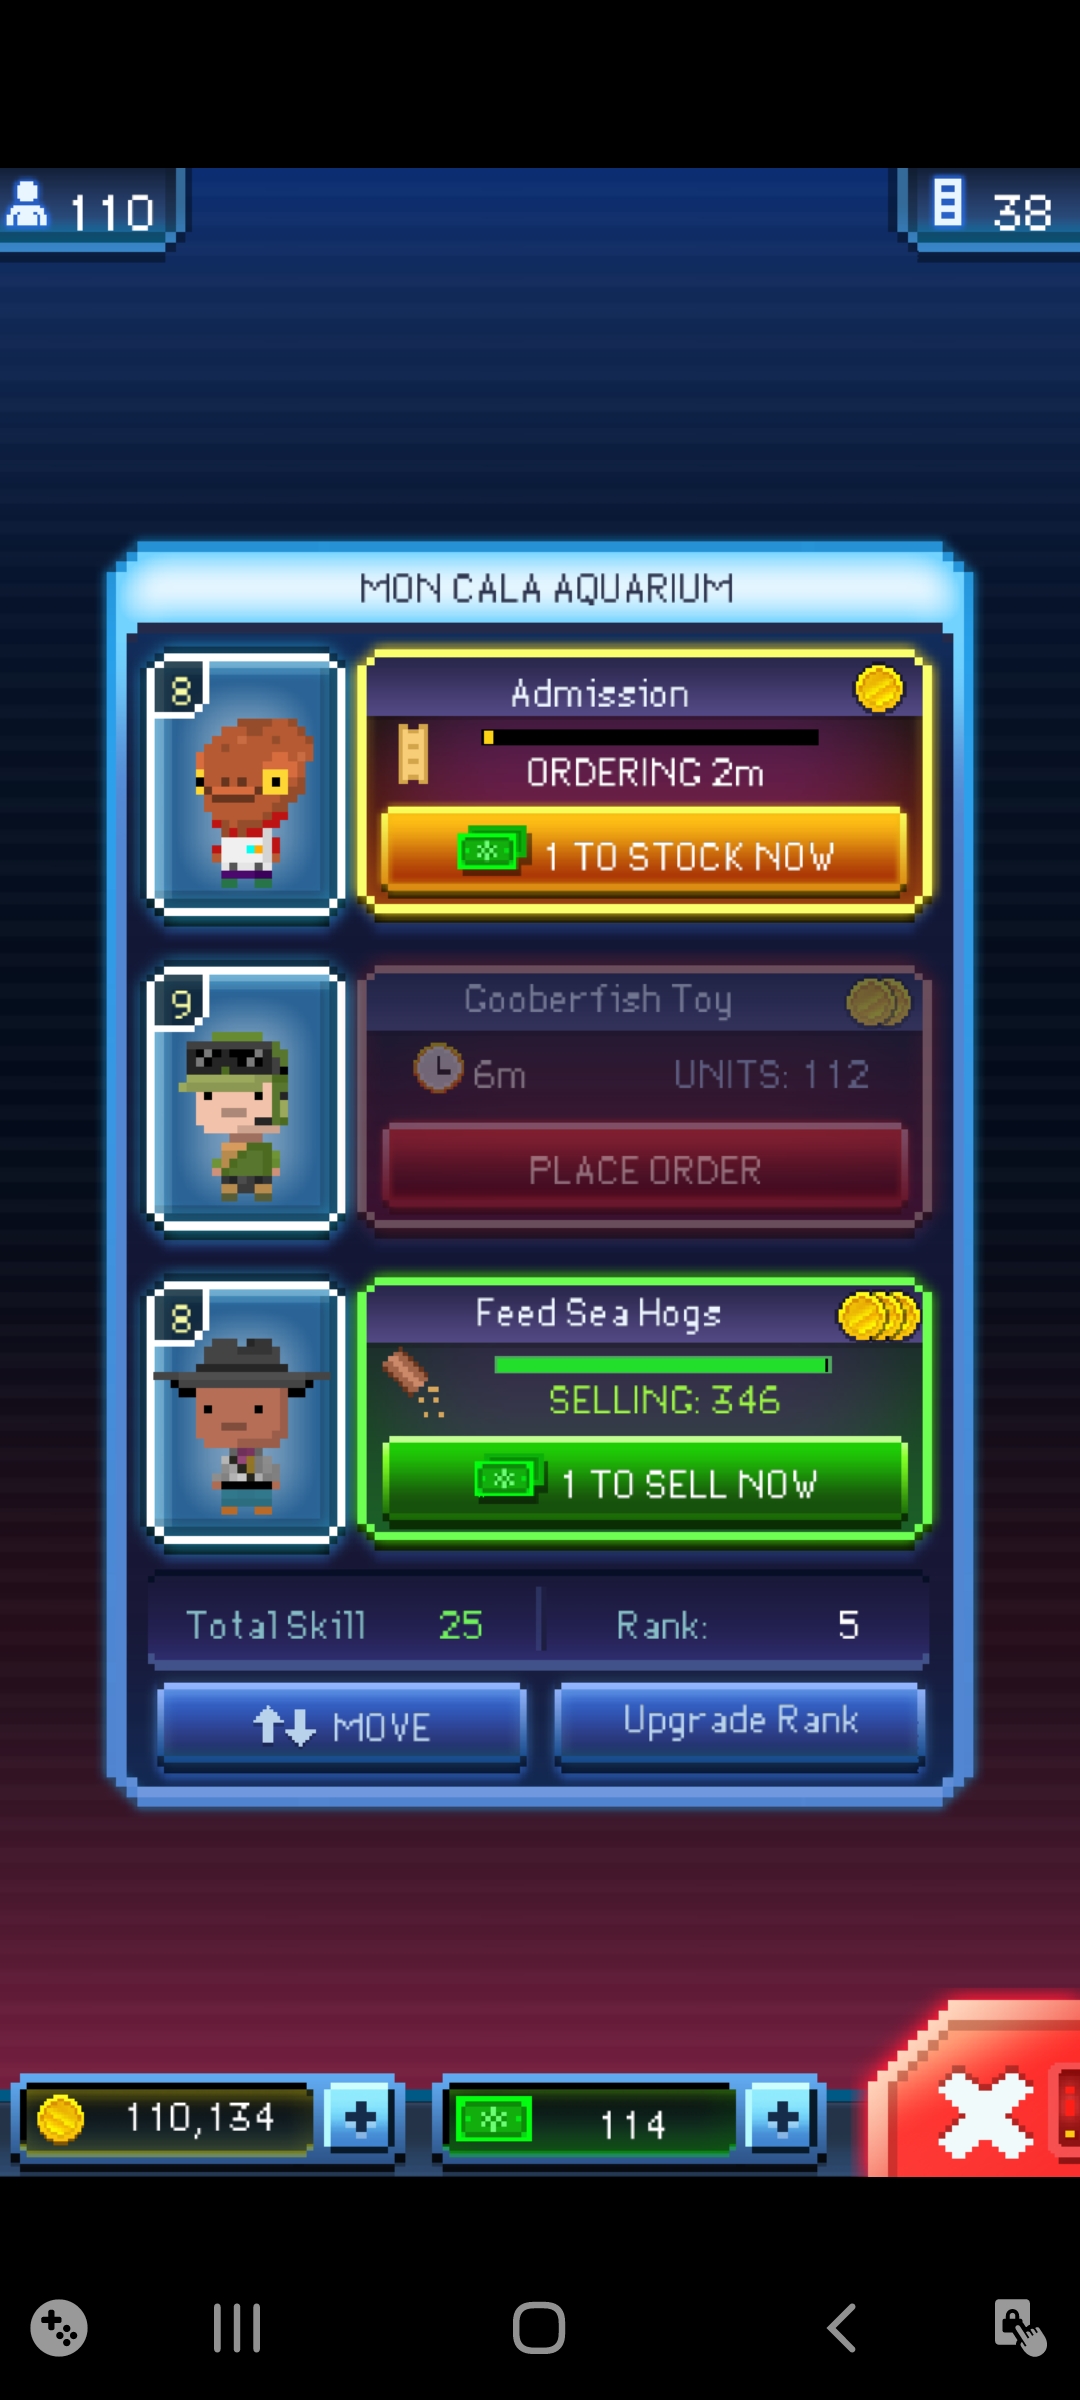 110
38
MON CALA AQUARIUM
8
Admission
ORDERING 2m
1 TO STOCK NOW
9
Gooberfish Toy
6m UNITS: 112
PLACE ORDER
8
Feed Sea Hogs
SELLING: 346
1 TO SELL NOW
Total Skill 25 Rank: 5
MOVE
Upgrade Rank
110,134
114